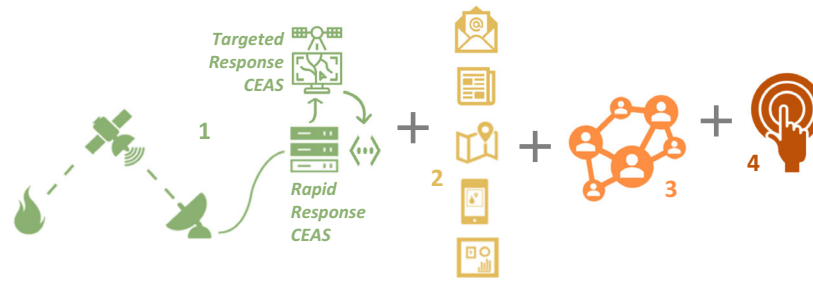 Targeted
Response
CEAS
1
Rapid
Response
CEAS
@
2
3
4